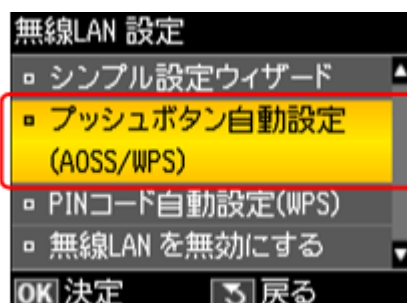 無線LAN 設定
シンプル設定ウィザード
プッシュボタン自動設定
(AOSS/WPS)
PINコード自動設定(WPS)
無線LAN を無効にする
OK 決定 戻る